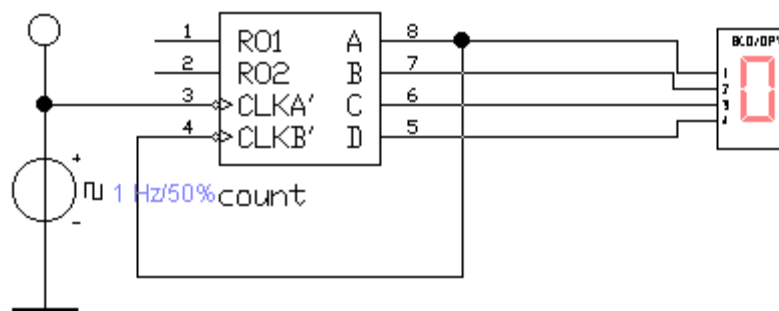 1 RO1 A 8
2 RO2 B 7
3 CLKA' C 6
4 CLKB' D 5
+
1 Hz/50%
-
count
BCD/DPY
1
2
3
4